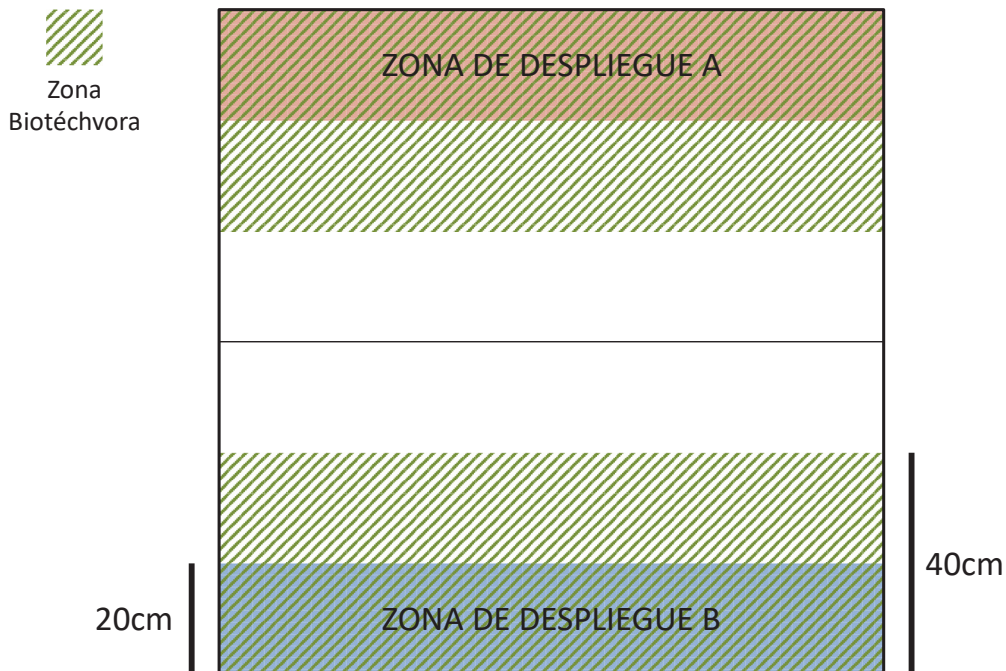 ZONA DE DESPLIEGUE A
Zona
Biotéchvora
40cm
20cm
ZONA DE DESPLIEGUE B